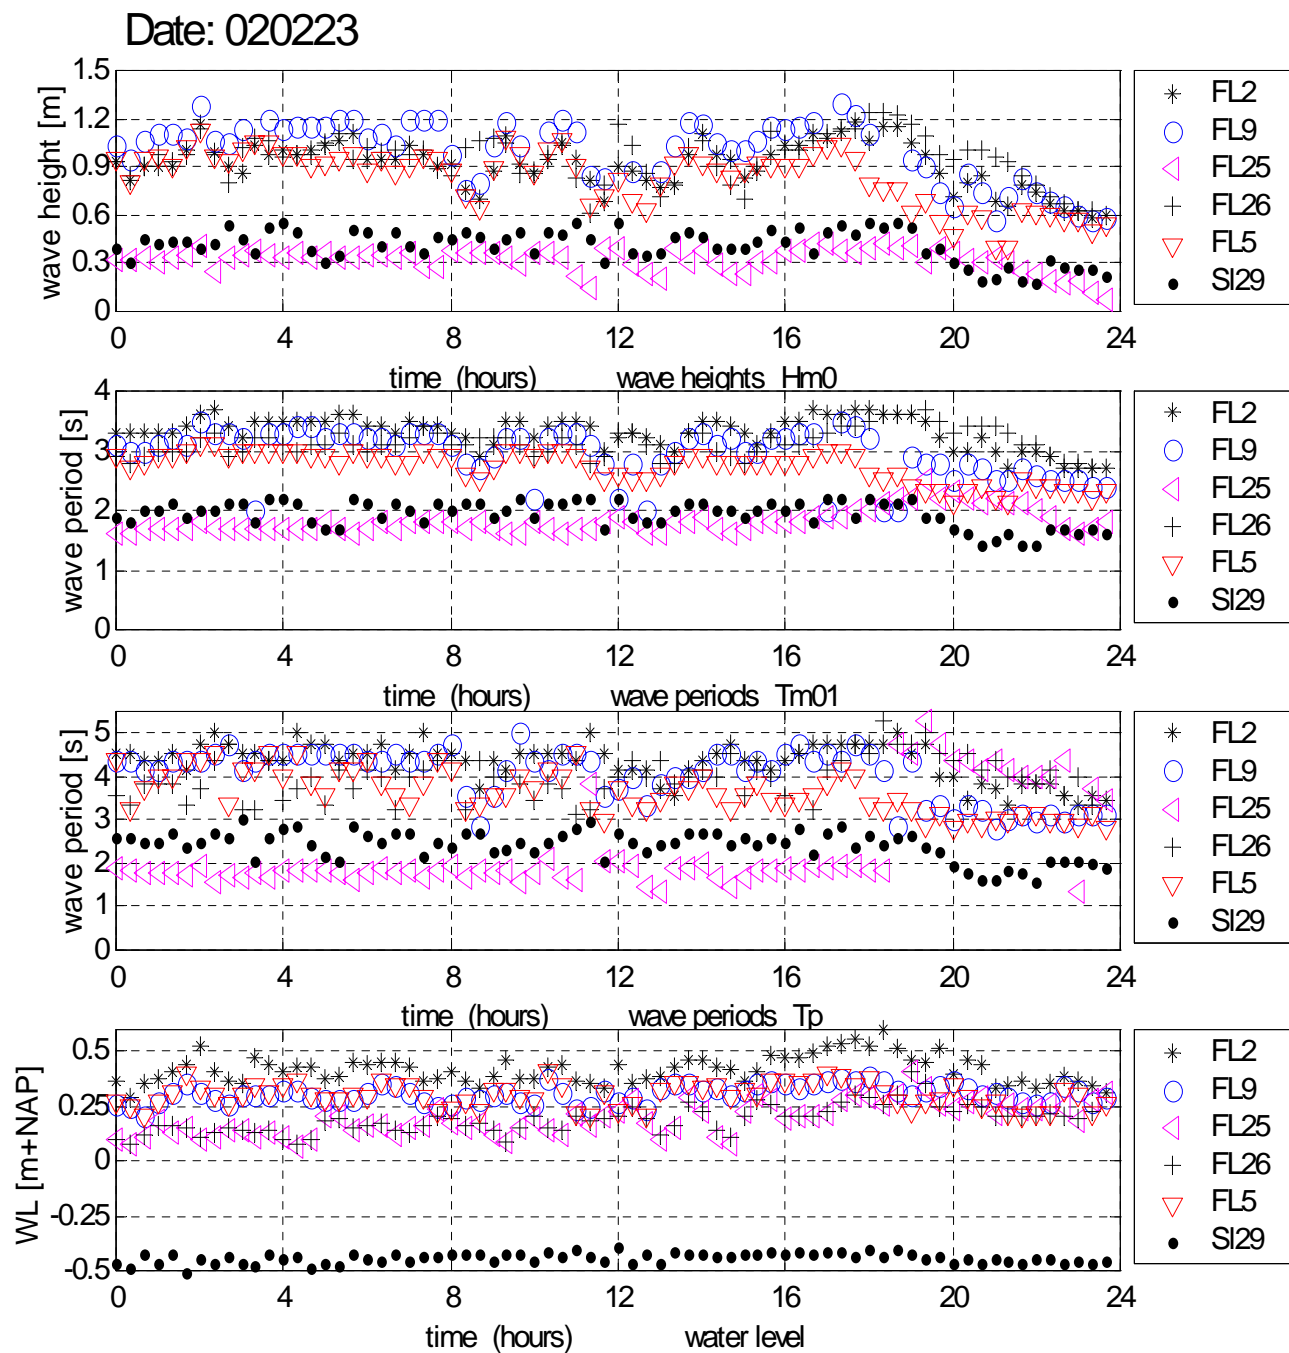 Date: 020223
wave height [m]
1.5
1.2
0.9
0.6
0.3
0
0 4 8 12 16 20 24
time (hours) wave heights Hm0
FL2
FL9
FL25
FL26
FL5
SI29
wave period [s]
4
3
2
1
0
0 4 8 12 16 20 24
time (hours) wave periods Tm01
FL2
FL9
FL25
FL26
FL5
SI29
wave period [s]
5
4
3
2
1
0
0 4 8 12 16 20 24
time (hours) wave periods Tp
FL2
FL9
FL25
FL26
FL5
SI29
WL [m+NAP]
0.5
0.25
0
-0.25
-0.5
0 4 8 12 16 20 24
time (hours) water level
FL2
FL9
FL25
FL26
FL5
SI29